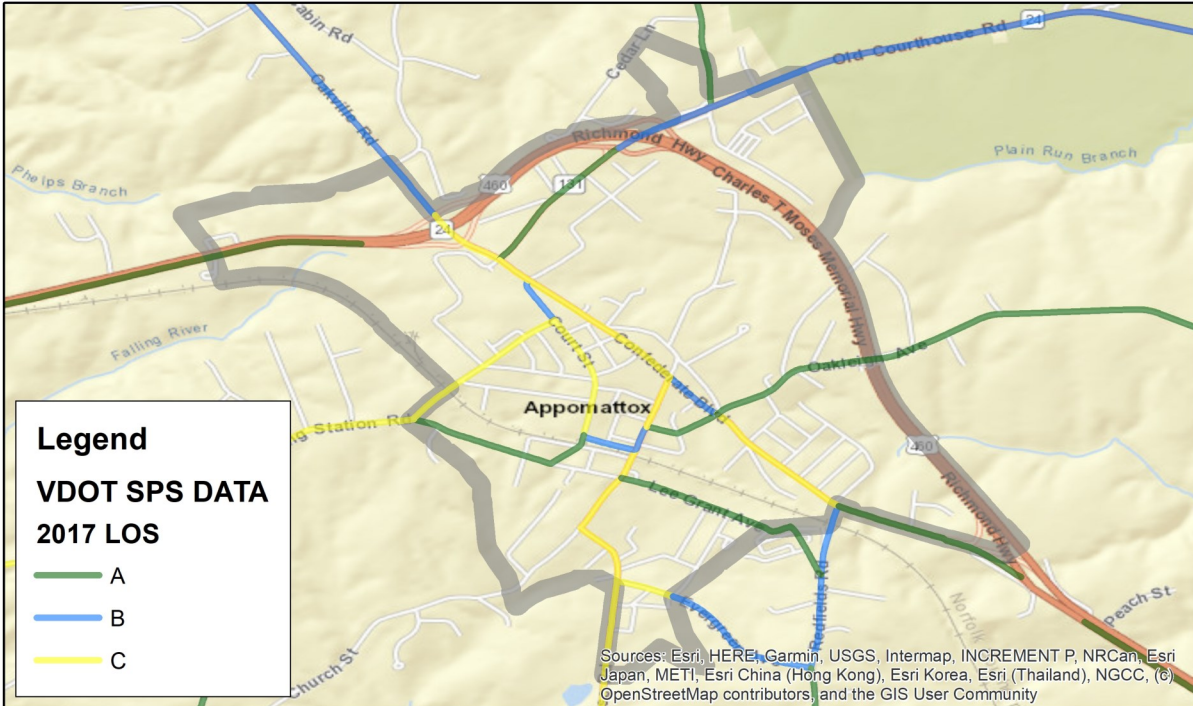 Cabin Rd
Cedar Ln
24
Old Courthouse Rd
Oakville Rd
Richmond Hwy
Charles T Moses Memorial Hwy
Plain Run Branch
Phelps Branch
460
131
24
Falling River
Court St
Confederate Blvd
Oakleigh Ave
Appomattox
ng Station Rd
460
Richmond Hwy
Lee Grant Ave
Redfields Rd
Evergree
Norfolk
Peach St
Church St
Legend
VDOT SPS DATA
2017 LOS
A
B
C
Sources: Esri, HERE, Garmin, USGS, Intermap, INCREMENT P, NRCan, Esri
Japan, METI, Esri China (Hong Kong), Esri Korea, Esri (Thailand), NGCC, (c)
OpenStreetMap contributors, and the GIS User Community